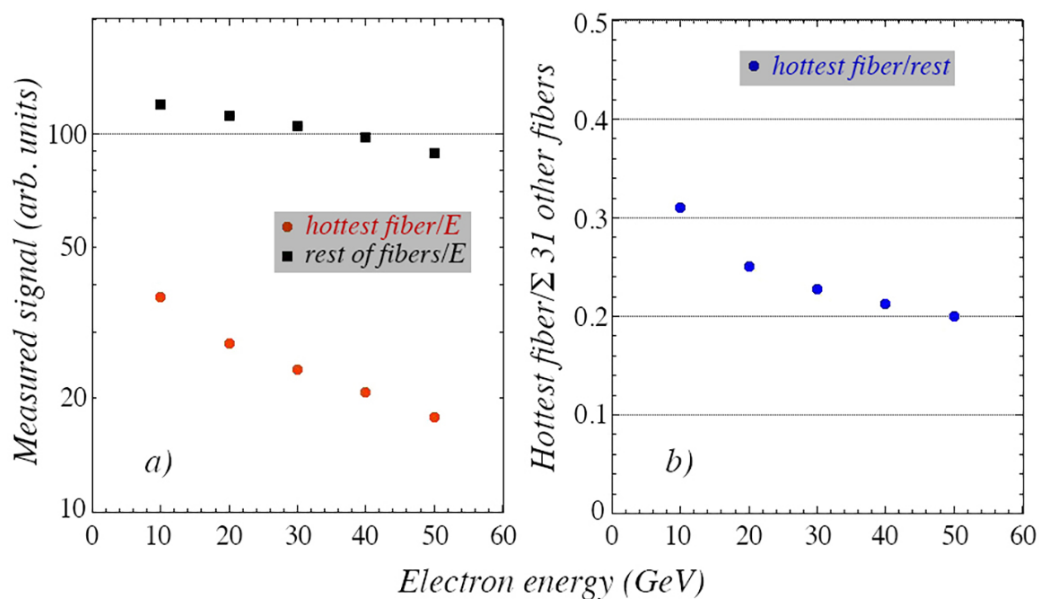 Measured signal (arb. units)
100
50
20
10
hottest fiber/E
rest of fibers/E
a)
0 10 20 30 40 50 60
Hottest fiber/Σ 31 other fibers
0.5
0.4
0.3
0.2
0.1
0
hottest fiber/rest
b)
0 10 20 30 40 50 60
Electron energy (GeV)